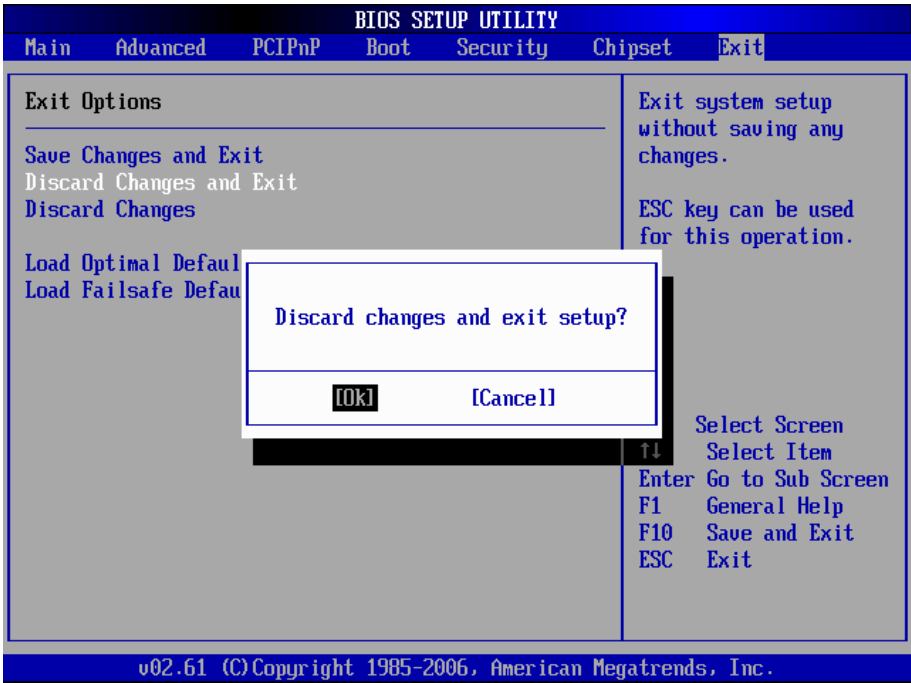 BIOS SETUP UTILITY
Main Advanced PCIPnP Boot Security Chipset Exit
Exit Options
Save Changes and Exit
Discard Changes and Exit
Discard Changes
Load Optimal Defaul
Load Failsafe Defau
Discard changes and exit setup?
[Ok] [Cancel]
Exit system setup
without saving any
changes.
ESC key can be used
for this operation.
Select Screen
↑↓ Select Item
Enter Go to Sub Screen
F1 General Help
F10 Save and Exit
ESC Exit
v02.61 (C)Copyright 1985-2006, American Megatrends, Inc.